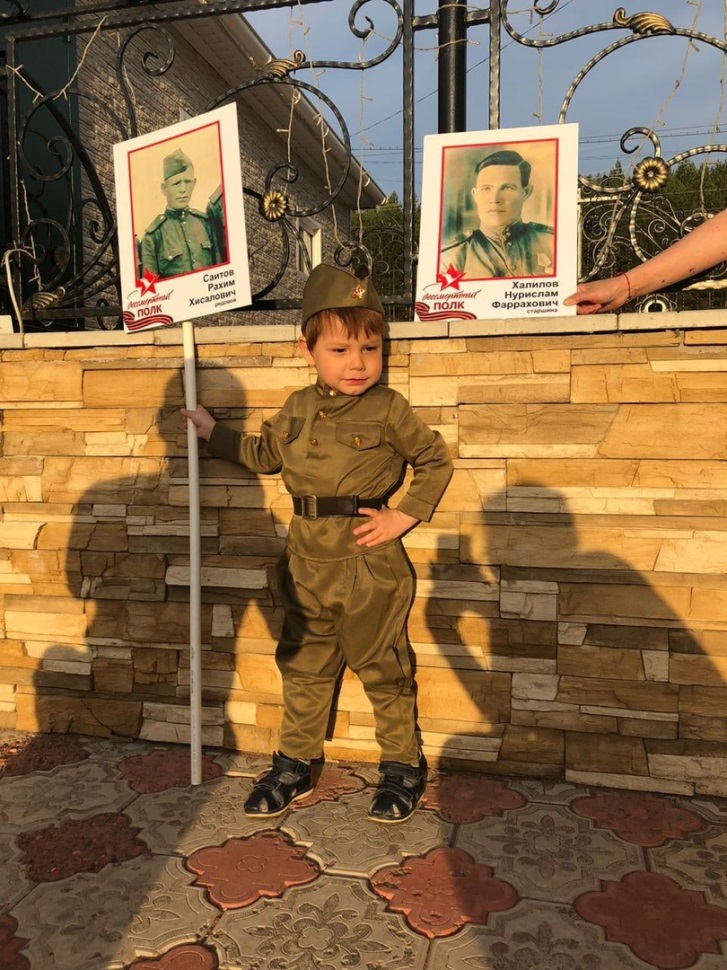 Саитов
Рахим
Хисалович
рядовой
бессмертный
ПОЛК
Халилов
Нурислам
Фаррахович
старшина
бессмертный
ПОЛК